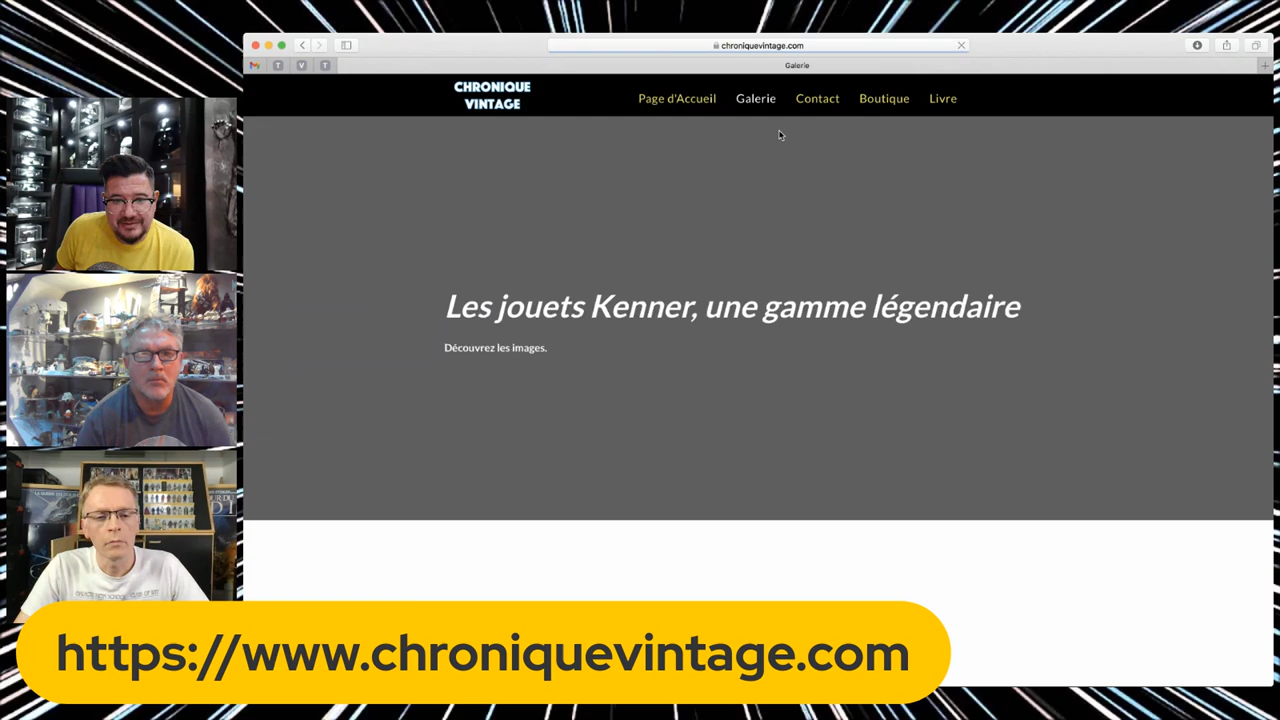 chroniquevintage.com
T
V
T
Galerie
CHRONIQUE
VINTAGE
Page d'Accueil
Galerie
Contact
Boutique
Livre
Les jouets Kenner, une gamme légendaire
Découvrez les images.
https://www.chroniquevintage.com